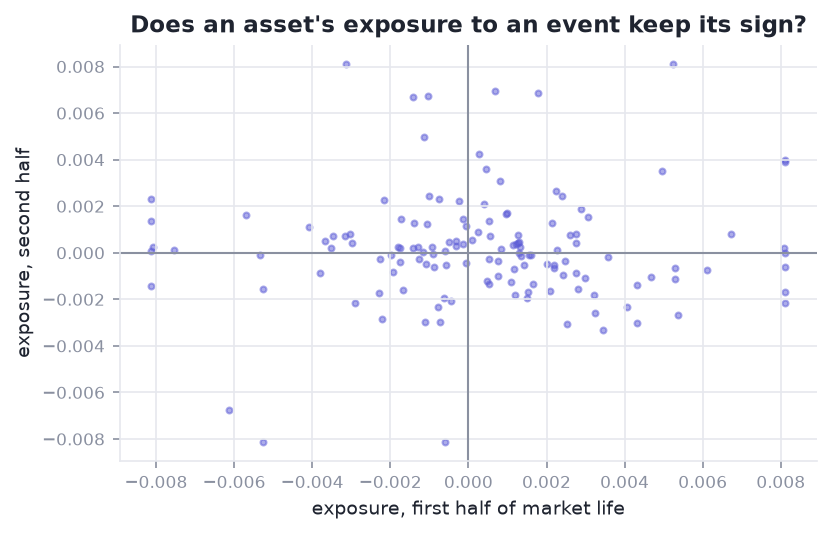 Does an asset's exposure to an event keep its sign?
exposure, second half
0.008
0.006
0.004
0.002
0.000
−0.002
−0.004
−0.006
−0.008
−0.008 −0.006 −0.004 −0.002 0.000 0.002 0.004 0.006 0.008
exposure, first half of market life